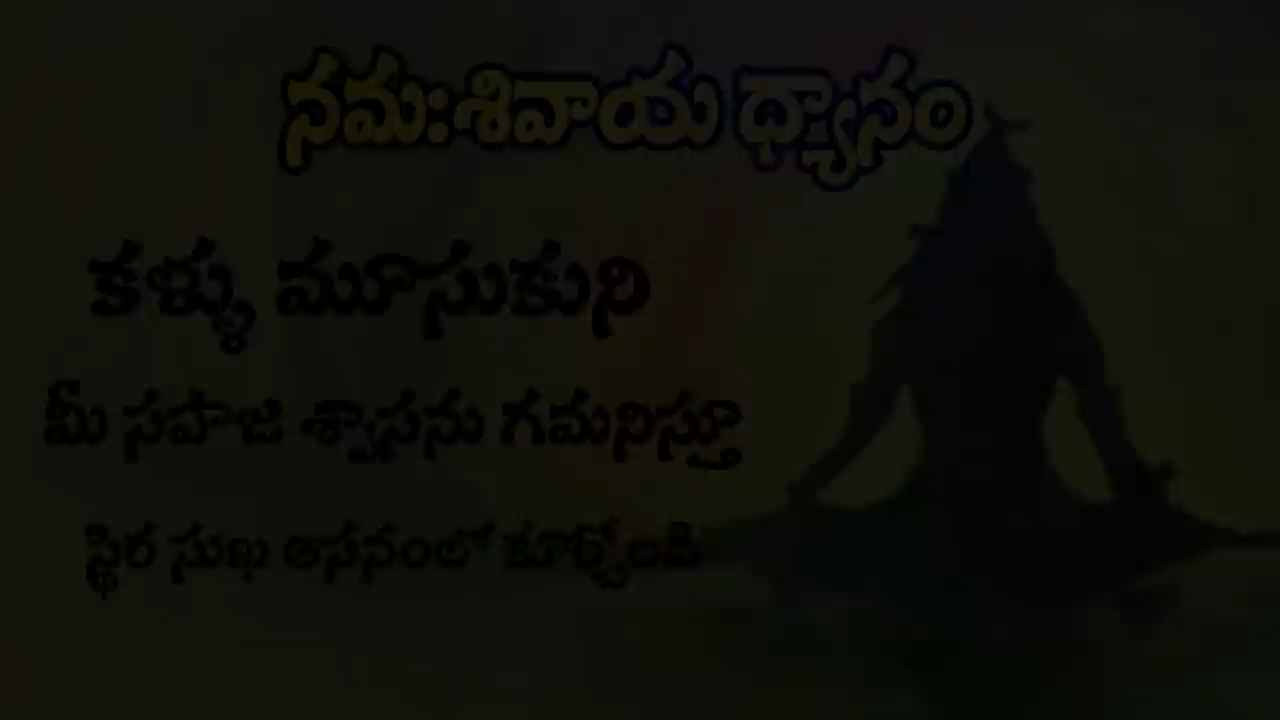 నమఃశివాయ ధ్యానం
కళ్ళు మూసుకుని
మీ సహజ శ్వాసను గమనిస్తూ
స్థిర సుఖ ఆసనంలో కూర్చోండి